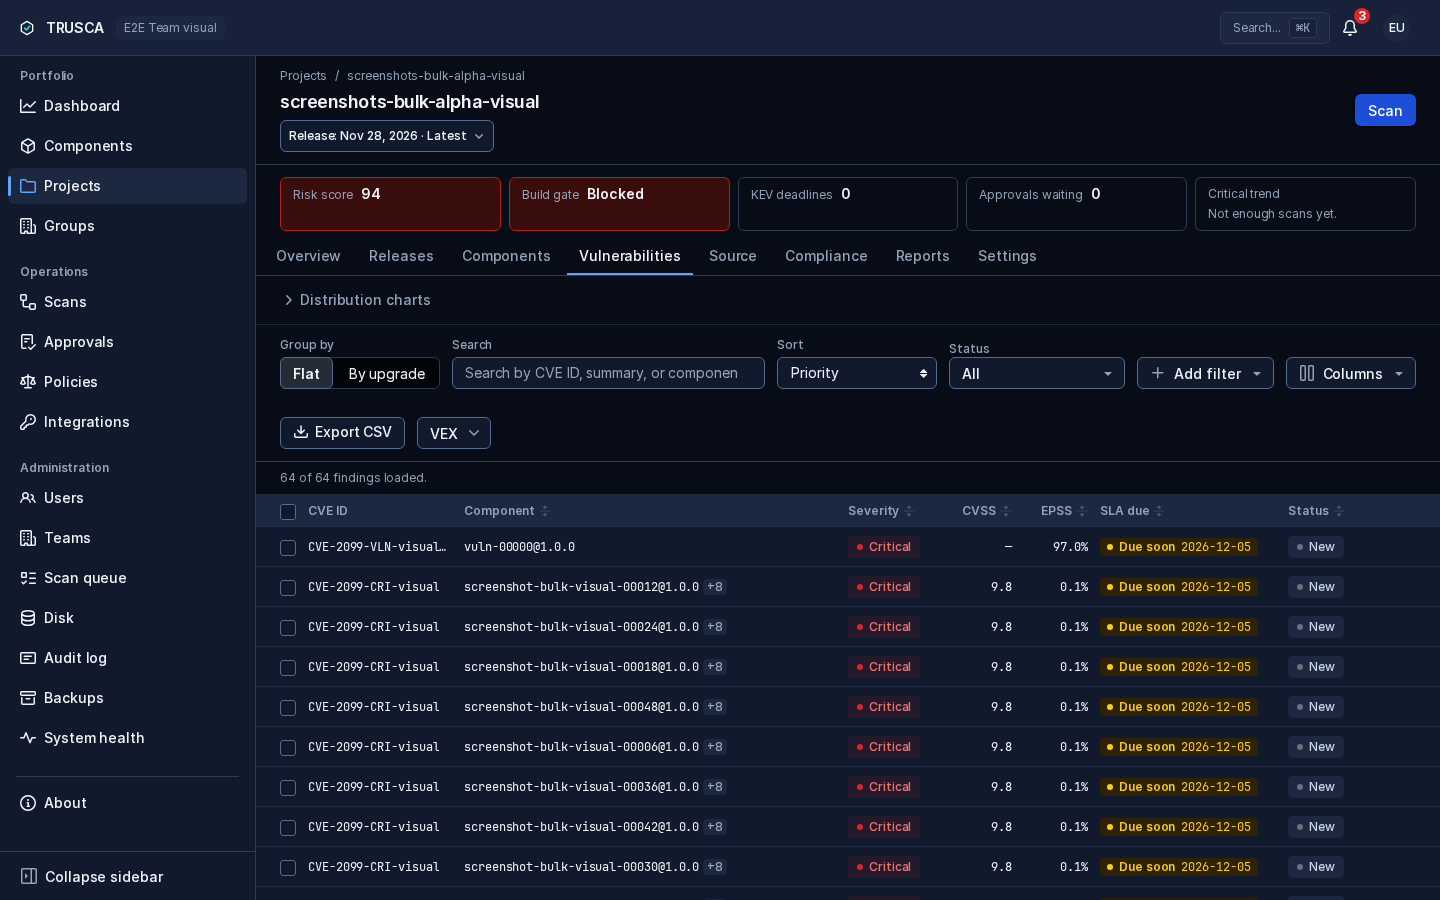 TRUSCA E2E Team visual Search... ⌘K 3 EU
Portfolio
Dashboard
Components
Projects
Groups
Operations
Scans
Approvals
Policies
Integrations
Administration
Users
Teams
Scan queue
Disk
Audit log
Backups
System health
About
Collapse sidebar
Projects / screenshots-bulk-alpha-visual
screenshots-bulk-alpha-visual
Release: Nov 28, 2026 · Latest
Scan
Risk score 94
Build gate Blocked
KEV deadlines 0
Approvals waiting 0
Critical trend
Not enough scans yet.
Overview Releases Components Vulnerabilities Source Compliance Reports Settings
Distribution charts
Group by
Flat By upgrade
Search
Search by CVE ID, summary, or componen
Sort
Priority
Status
All
Add filter
Columns
Export CSV
VEX
64 of 64 findings loaded.
CVE ID Component Severity CVSS EPSS SLA due Status
CVE-2099-VLN-visual… vuln-00000@1.0.0 Critical — 97.0% Due soon 2026-12-05 New
CVE-2099-CRI-visual screenshot-bulk-visual-00012@1.0.0 +8 Critical 9.8 0.1% Due soon 2026-12-05 New
CVE-2099-CRI-visual screenshot-bulk-visual-00024@1.0.0 +8 Critical 9.8 0.1% Due soon 2026-12-05 New
CVE-2099-CRI-visual screenshot-bulk-visual-00018@1.0.0 +8 Critical 9.8 0.1% Due soon 2026-12-05 New
CVE-2099-CRI-visual screenshot-bulk-visual-00048@1.0.0 +8 Critical 9.8 0.1% Due soon 2026-12-05 New
CVE-2099-CRI-visual screenshot-bulk-visual-00006@1.0.0 +8 Critical 9.8 0.1% Due soon 2026-12-05 New
CVE-2099-CRI-visual screenshot-bulk-visual-00036@1.0.0 +8 Critical 9.8 0.1% Due soon 2026-12-05 New
CVE-2099-CRI-visual screenshot-bulk-visual-00042@1.0.0 +8 Critical 9.8 0.1% Due soon 2026-12-05 New
CVE-2099-CRI-visual screenshot-bulk-visual-00030@1.0.0 +8 Critical 9.8 0.1% Due soon 2026-12-05 New